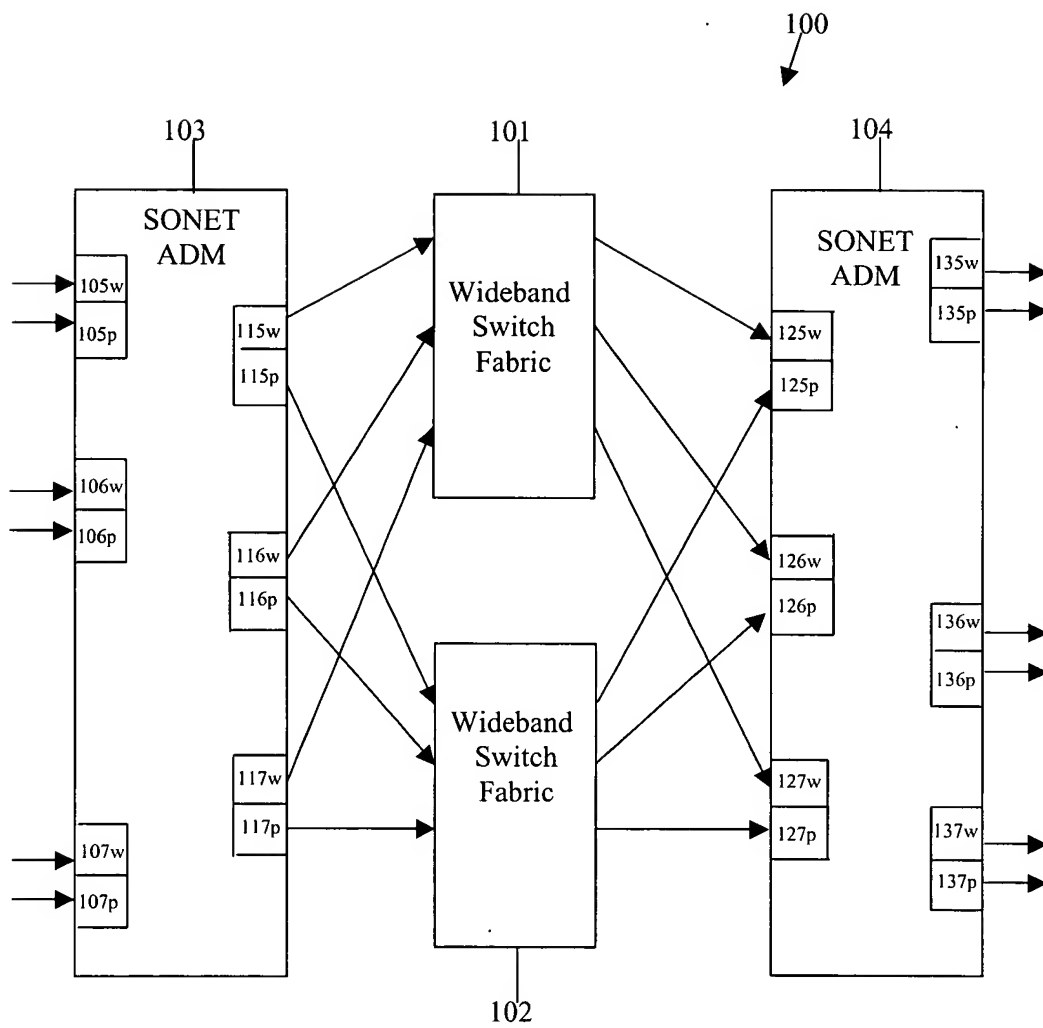 100
103
101
104
SONET
ADM
105w
105p
115w
115p
106w
106p
116w
116p
117w
117p
107w
107p
Wideband
Switch
Fabric
Wideband
Switch
Fabric
SONET
ADM
135w
135p
125w
125p
126w
126p
136w
136p
127w
127p
137w
137p
102